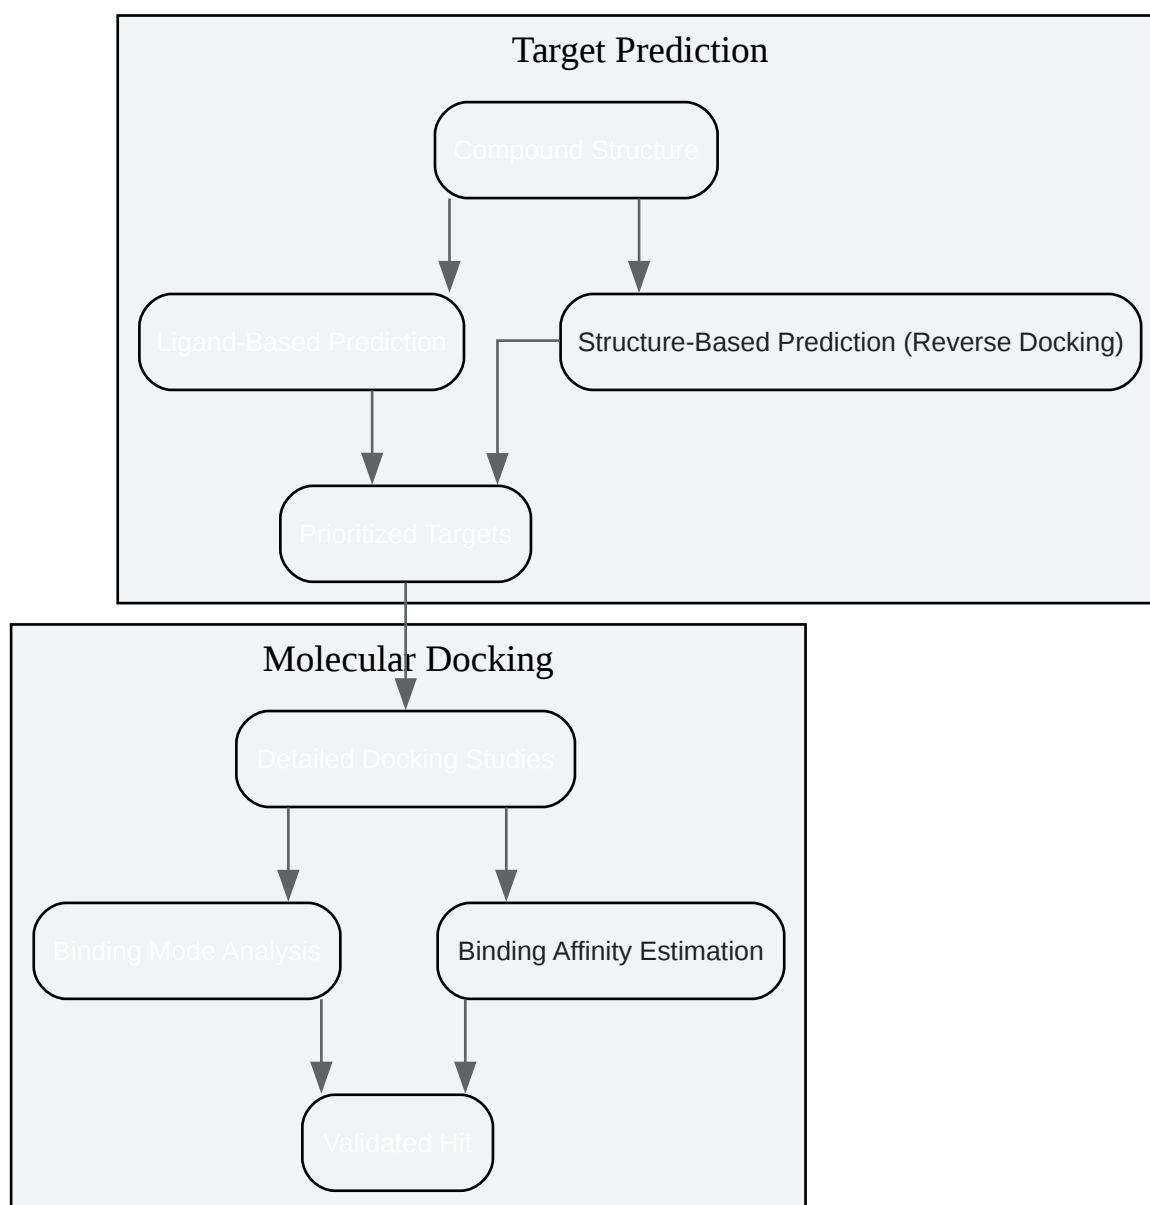 Target Prediction
Compound Structure
Ligand-Based Prediction
Structure-Based Prediction (Reverse Docking)
Prioritized Targets
Molecular Docking
Detailed Docking Studies
Binding Mode Analysis
Binding Affinity Estimation
Validated Hit